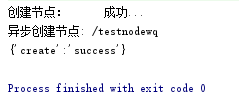 创建节点:      成功...
异步创建节点: /testnodewq
{'create':'success'}
Process finished with exit code 0